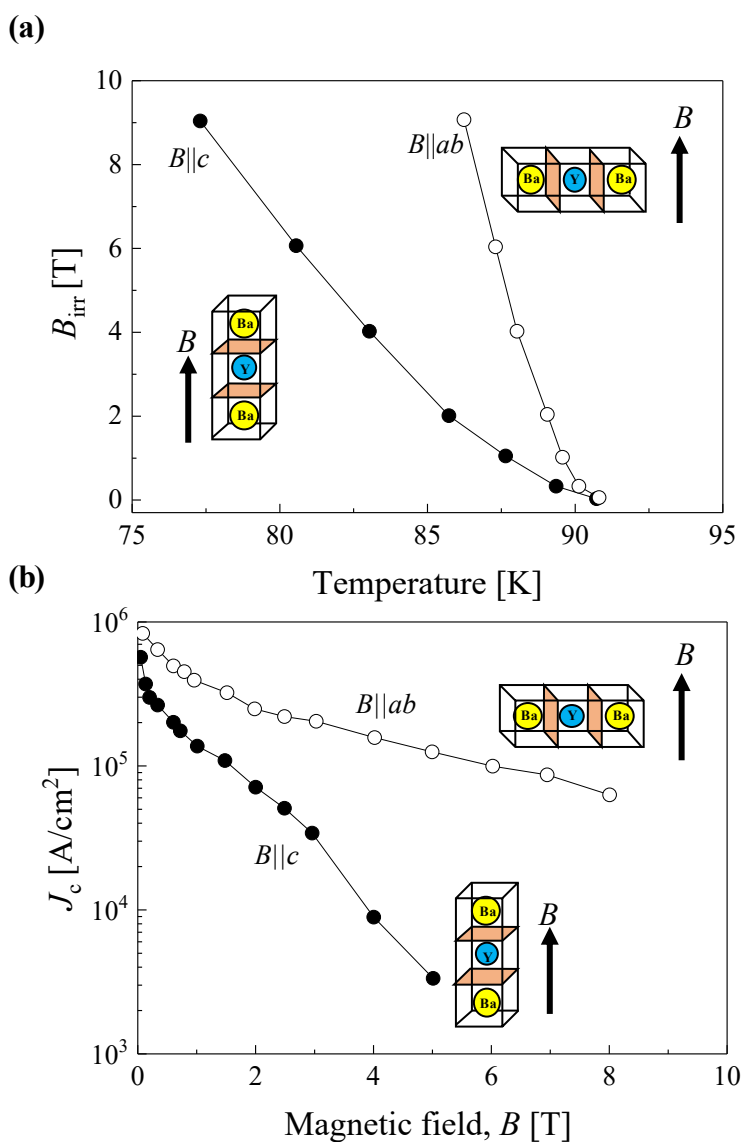 (a)
10
8
6
4
2
0
B_irr [T]
B||c
B||ab
B
Ba Y Ba
B
Ba
Y
Ba
75 80 85 90 95
Temperature [K]
(b)
10^6
10^5
10^4
10^3
J_c [A/cm^2]
B||ab
B||c
B
Ba Y Ba
B
Ba
Y
Ba
0 2 4 6 8 10
Magnetic field, B [T]